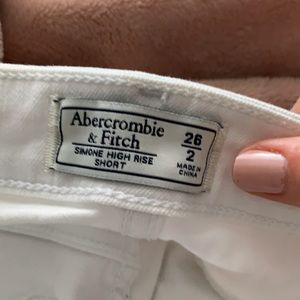 Abercrombie
& Fitch
SIMONE HIGH RISE
SHORT
26
2
MADE IN
CHINA